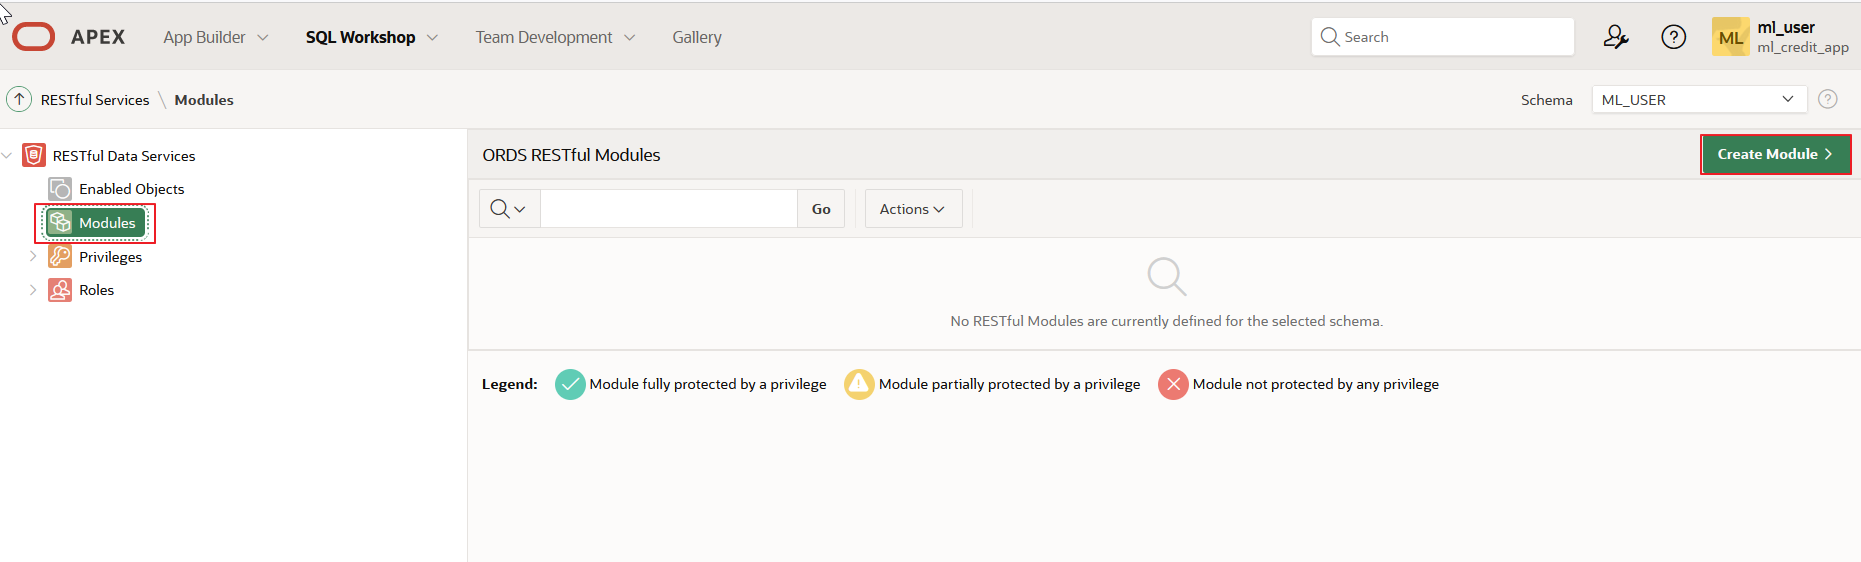 APEX App Builder SQL Workshop Team Development Gallery Search ML ml_user
ml_credit_app
RESTful Services \ Modules Schema ML_USER
RESTful Data Services
Enabled Objects
Modules
Privileges
Roles
ORDS RESTful Modules Create Module
Go Actions
No RESTful Modules are currently defined for the selected schema.
Legend: Module fully protected by a privilege Module partially protected by a privilege Module not protected by any privilege